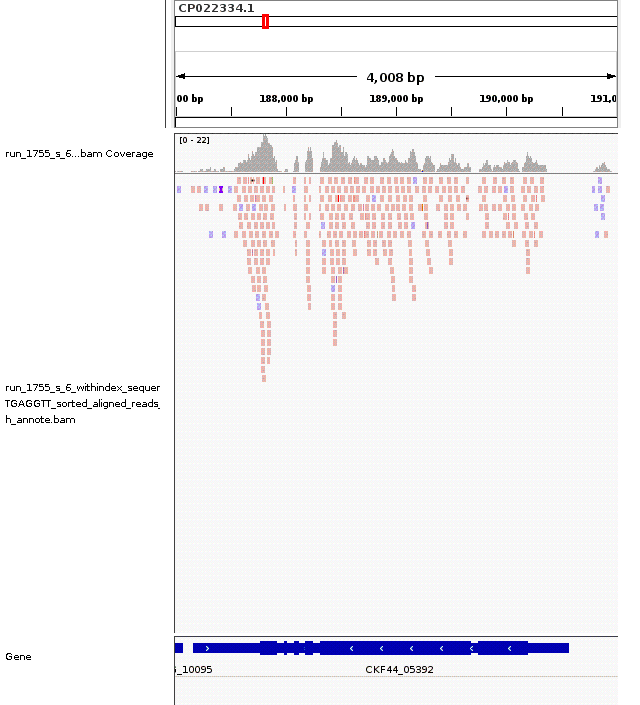 CP022334.1
4,008 bp
00 bp 188,000 bp 189,000 bp 190,000 bp 191,0
[0 - 22]
run_1755_s_6...bam Coverage
run_1755_s_6_withindex_sequer
TGAGGTT_sorted_aligned_reads_
h_annote.bam
Gene
_10095 CKF44_05392